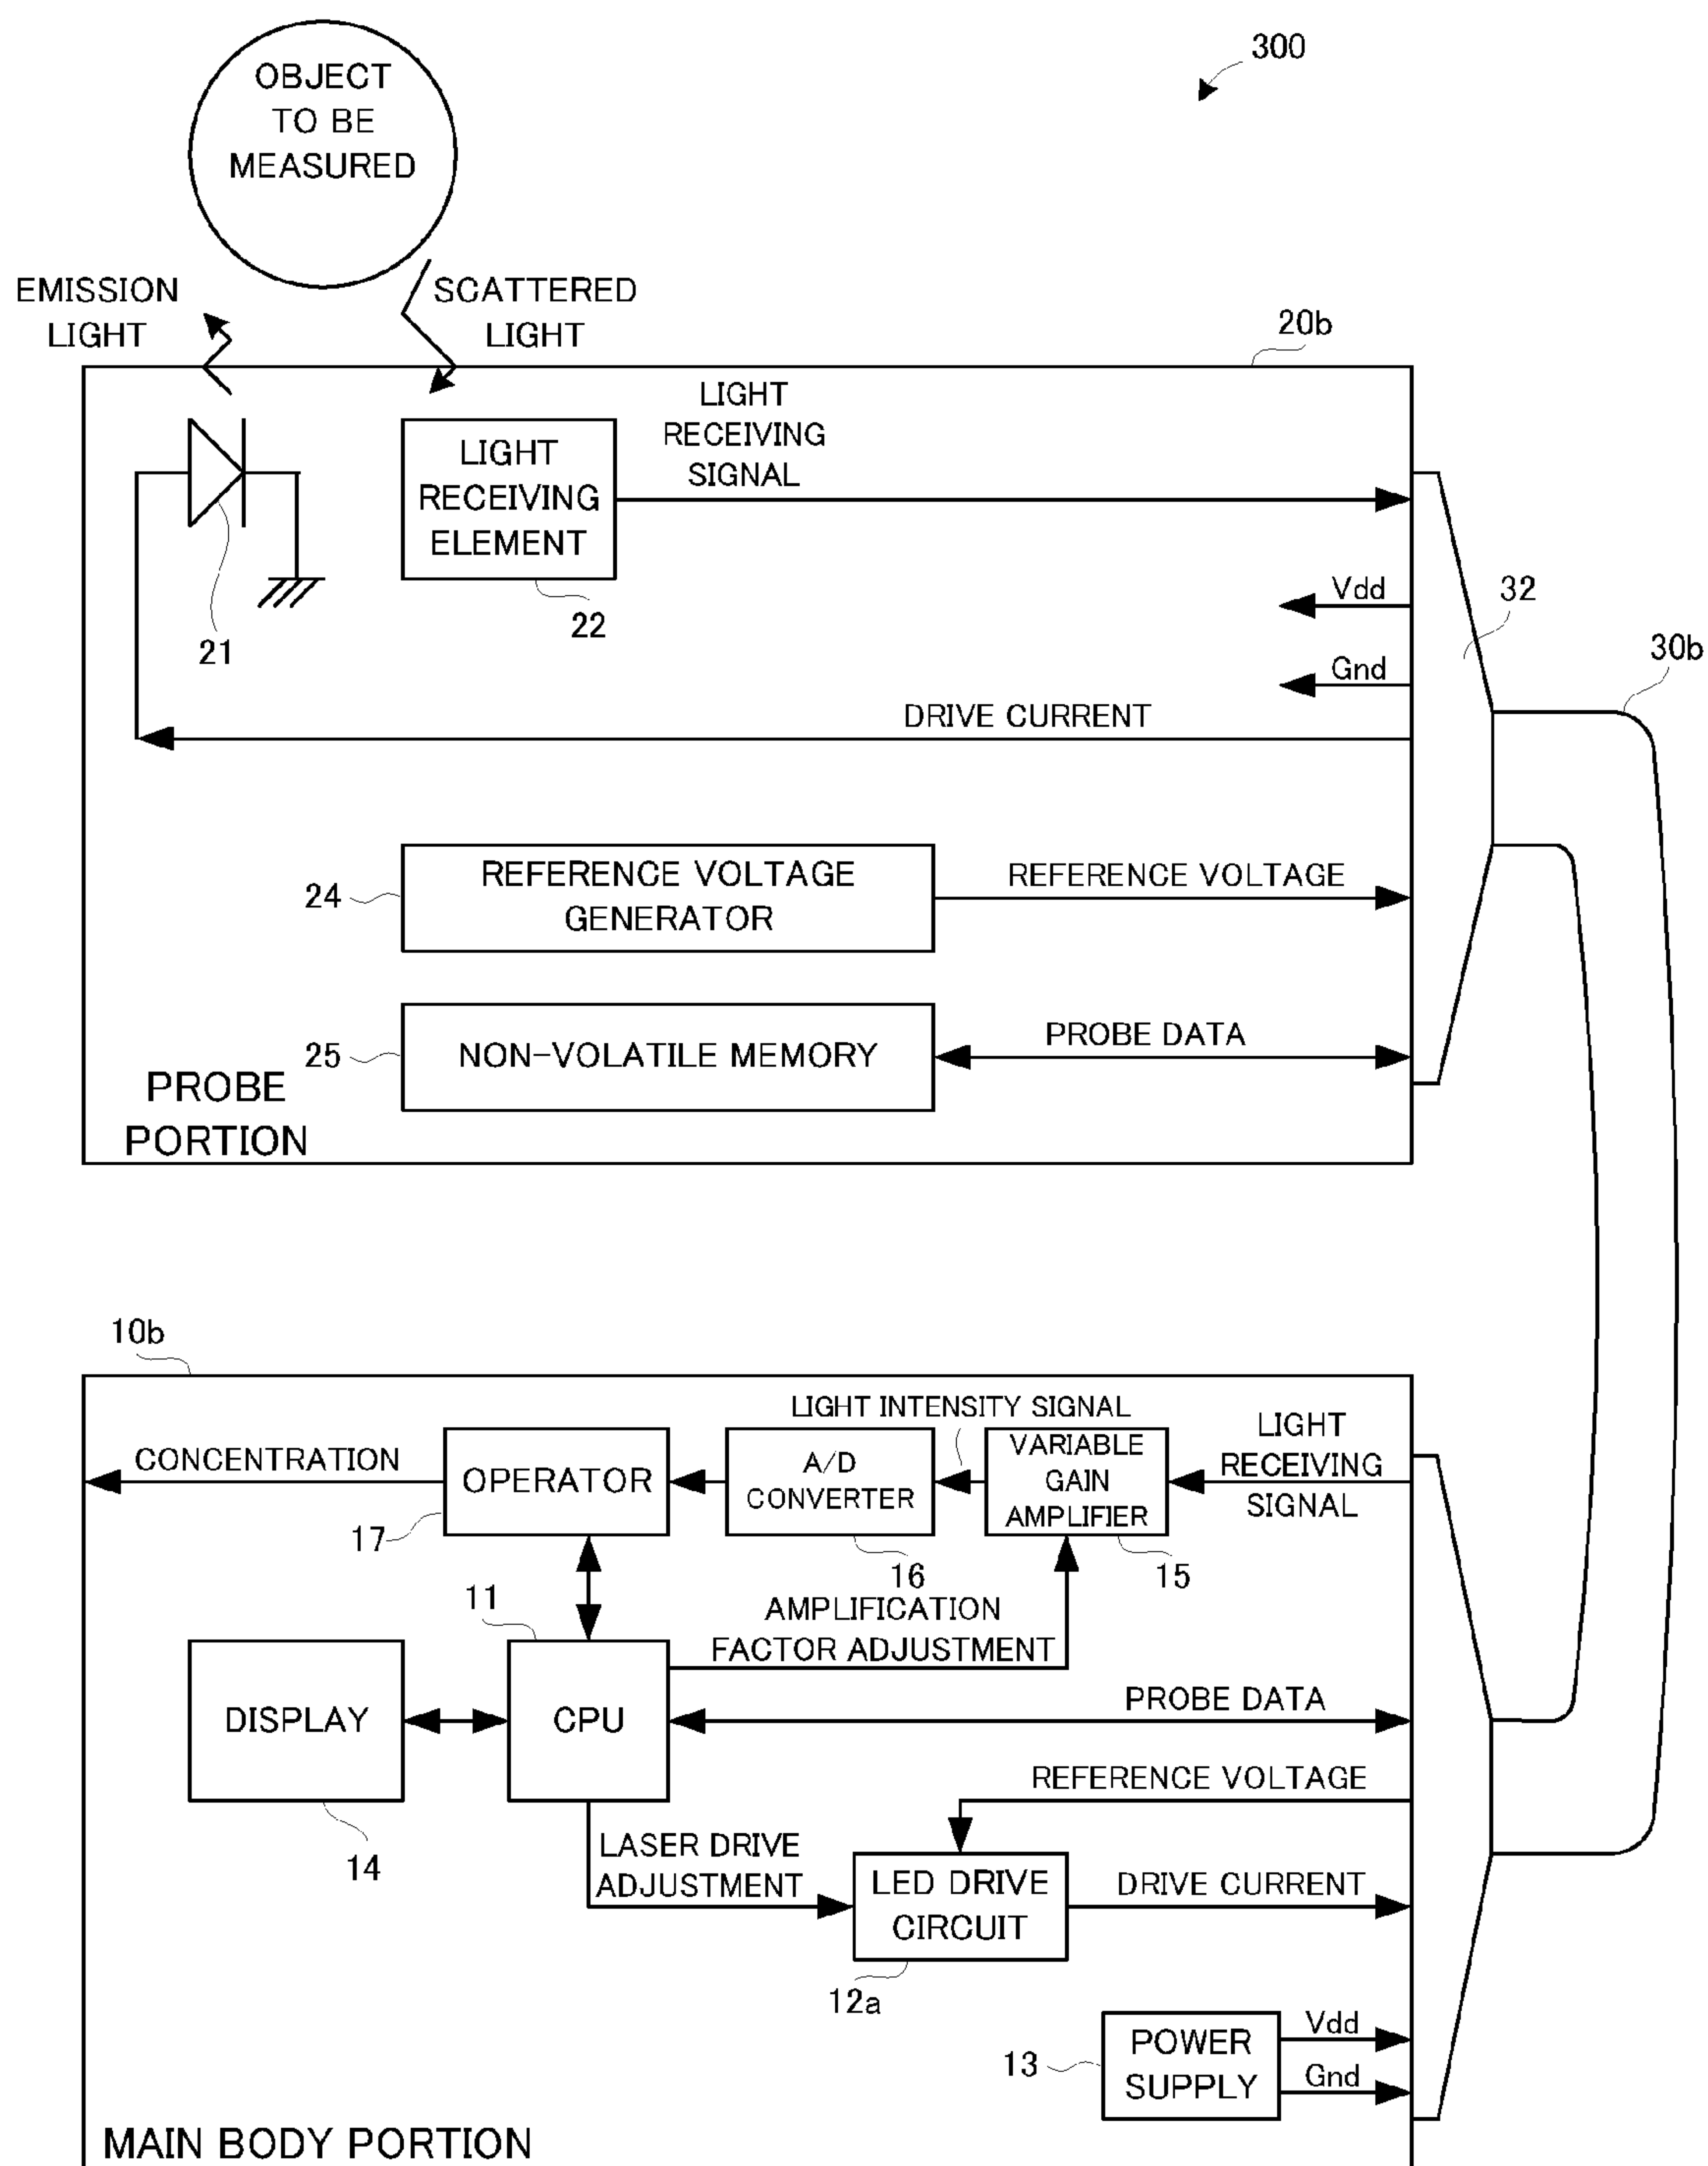 300
OBJECT
TO BE
MEASURED
EMISSION
LIGHT
SCATTERED
LIGHT
20b
LIGHT
RECEIVING
SIGNAL
LIGHT
RECEIVING
ELEMENT
21
22
Vdd
32
Gnd
30b
DRIVE CURRENT
24
REFERENCE VOLTAGE
GENERATOR
REFERENCE VOLTAGE
25
NON-VOLATILE MEMORY
PROBE DATA
PROBE
PORTION
10b
LIGHT INTENSITY SIGNAL
CONCENTRATION
OPERATOR
A/D
CONVERTER
VARIABLE
GAIN
AMPLIFIER
LIGHT
RECEIVING
SIGNAL
17
16
15
11
AMPLIFICATION
FACTOR ADJUSTMENT
DISPLAY
CPU
PROBE DATA
REFERENCE VOLTAGE
14
LASER DRIVE
ADJUSTMENT
LED DRIVE
CIRCUIT
DRIVE CURRENT
12a
13
POWER
SUPPLY
Vdd
Gnd
MAIN BODY PORTION